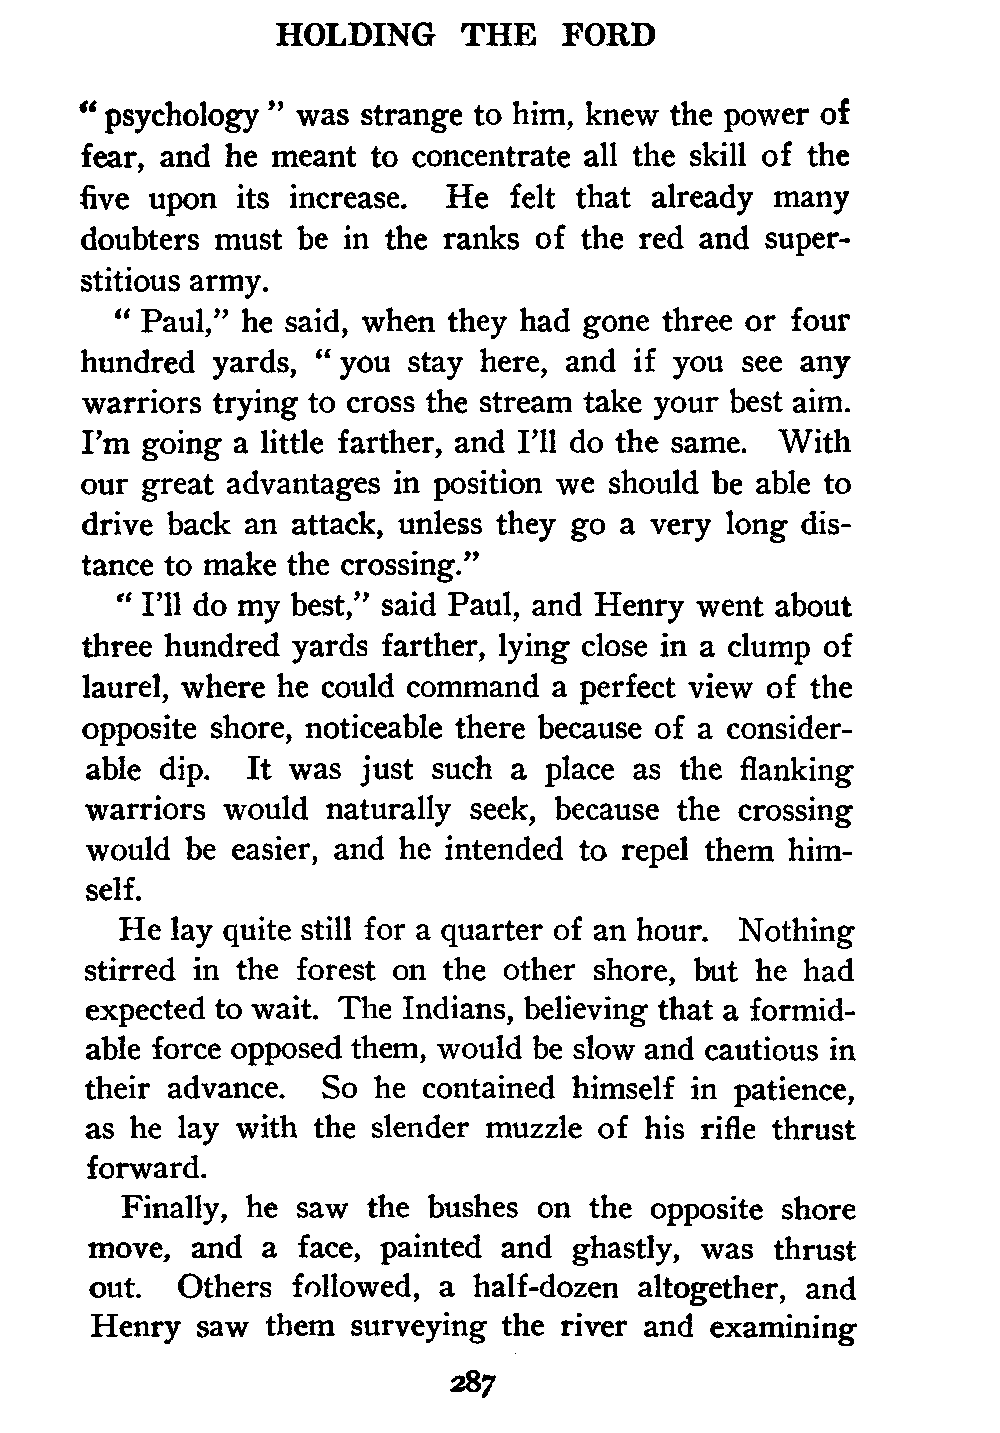 HOLDING THE FORD
“ psychology ” was strange to him, knew the power of
fear, and he meant to concentrate all the skill of the
five upon its increase. He felt that already many
doubters must be in the ranks of the red and super-
stitious army.
“ Paul,” he said, when they had gone three or four
hundred yards, “ you stay here, and if you see any
warriors trying to cross the stream take your best aim.
I’m going a little farther, and I’ll do the same. With
our great advantages in position we should be able to
drive back an attack, unless they go a very long dis-
tance to make the crossing.”
“ I’ll do my best,” said Paul, and Henry went about
three hundred yards farther, lying close in a clump of
laurel, where he could command a perfect view of the
opposite shore, noticeable there because of a consider-
able dip. It was just such a place as the flanking
warriors would naturally seek, because the crossing
would be easier, and he intended to repel them him-
self.
He lay quite still for a quarter of an hour. Nothing
stirred in the forest on the other shore, but he had
expected to wait. The Indians, believing that a formid-
able force opposed them, would be slow and cautious in
their advance. So he contained himself in patience,
as he lay with the slender muzzle of his rifle thrust
forward.
Finally, he saw the bushes on the opposite shore
move, and a face, painted and ghastly, was thrust
out. Others followed, a half-dozen altogether, and
Henry saw them surveying the river and examining
287